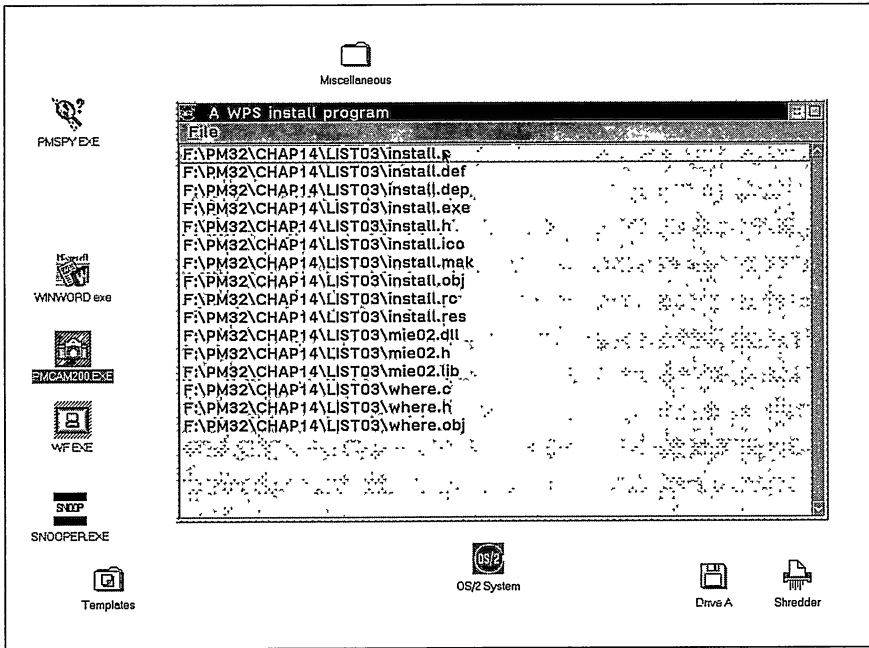 Miscellaneous
PMSPY EXE
A WPS install program
File
F:\PM32\CHAP14\LIST03\install.c
F:\PM32\CHAP14\LIST03\install.def
F:\PM32\CHAP14\LIST03\install.dep
F:\PM32\CHAP14\LIST03\install.exe
F:\PM32\CHAP14\LIST03\install.h
F:\PM32\CHAP14\LIST03\install.ico
F:\PM32\CHAP14\LIST03\install.mak
F:\PM32\CHAP14\LIST03\install.obj
F:\PM32\CHAP14\LIST03\install.rc
F:\PM32\CHAP14\LIST03\install.res
F:\PM32\CHAP14\LIST03\mie02.dll
F:\PM32\CHAP14\LIST03\mie02.h
F:\PM32\CHAP14\LIST03\mie02.lib
F:\PM32\CHAP14\LIST03\where.c
F:\PM32\CHAP14\LIST03\where.h
F:\PM32\CHAP14\LIST03\where.obj
Microsoft
WINWORD exe
PMCAM200.EXE
WF EXE
SNOOP
SNOOPER.EXE
Templates
OS/2
OS/2 System
Drive A
Shredder